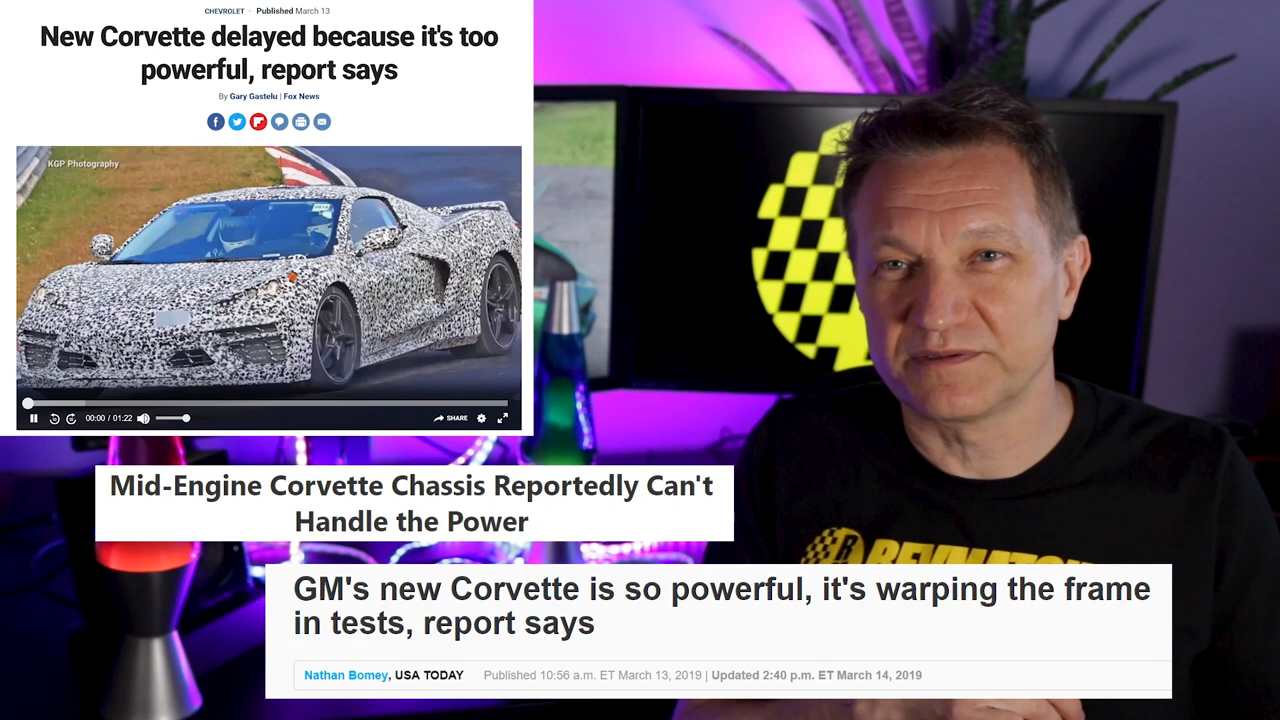 CHEVROLET · Published March 13
New Corvette delayed because it's too
powerful, report says
By Gary Gastelu | Fox News
KGP Photography
00:00 / 01:22
SHARE
Mid-Engine Corvette Chassis Reportedly Can't
Handle the Power
R
GM's new Corvette is so powerful, it's warping the frame
in tests, report says
Nathan Bomey, USA TODAY Published 10:56 a.m. ET March 13, 2019 | Updated 2:40 p.m. ET March 14, 2019